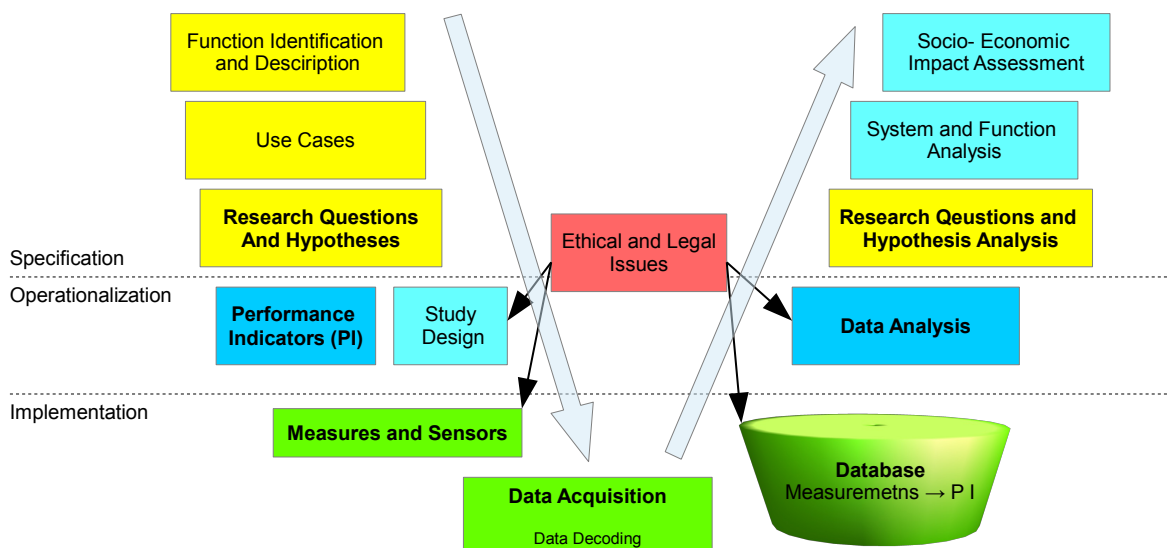 Function Identification
and Desciription
Use Cases
Research Questions
And Hypotheses
Socio- Economic
Impact Assessment
System and Function
Analysis
Research Qeustions and
Hypothesis Analysis
Ethical and Legal
Issues
Specification
Operationalization
Performance
Indicators (PI)
Study
Design
Data Analysis
Implementation
Measures and Sensors
Data Acquisition
Data Decoding
Database
Measuremetns → P I